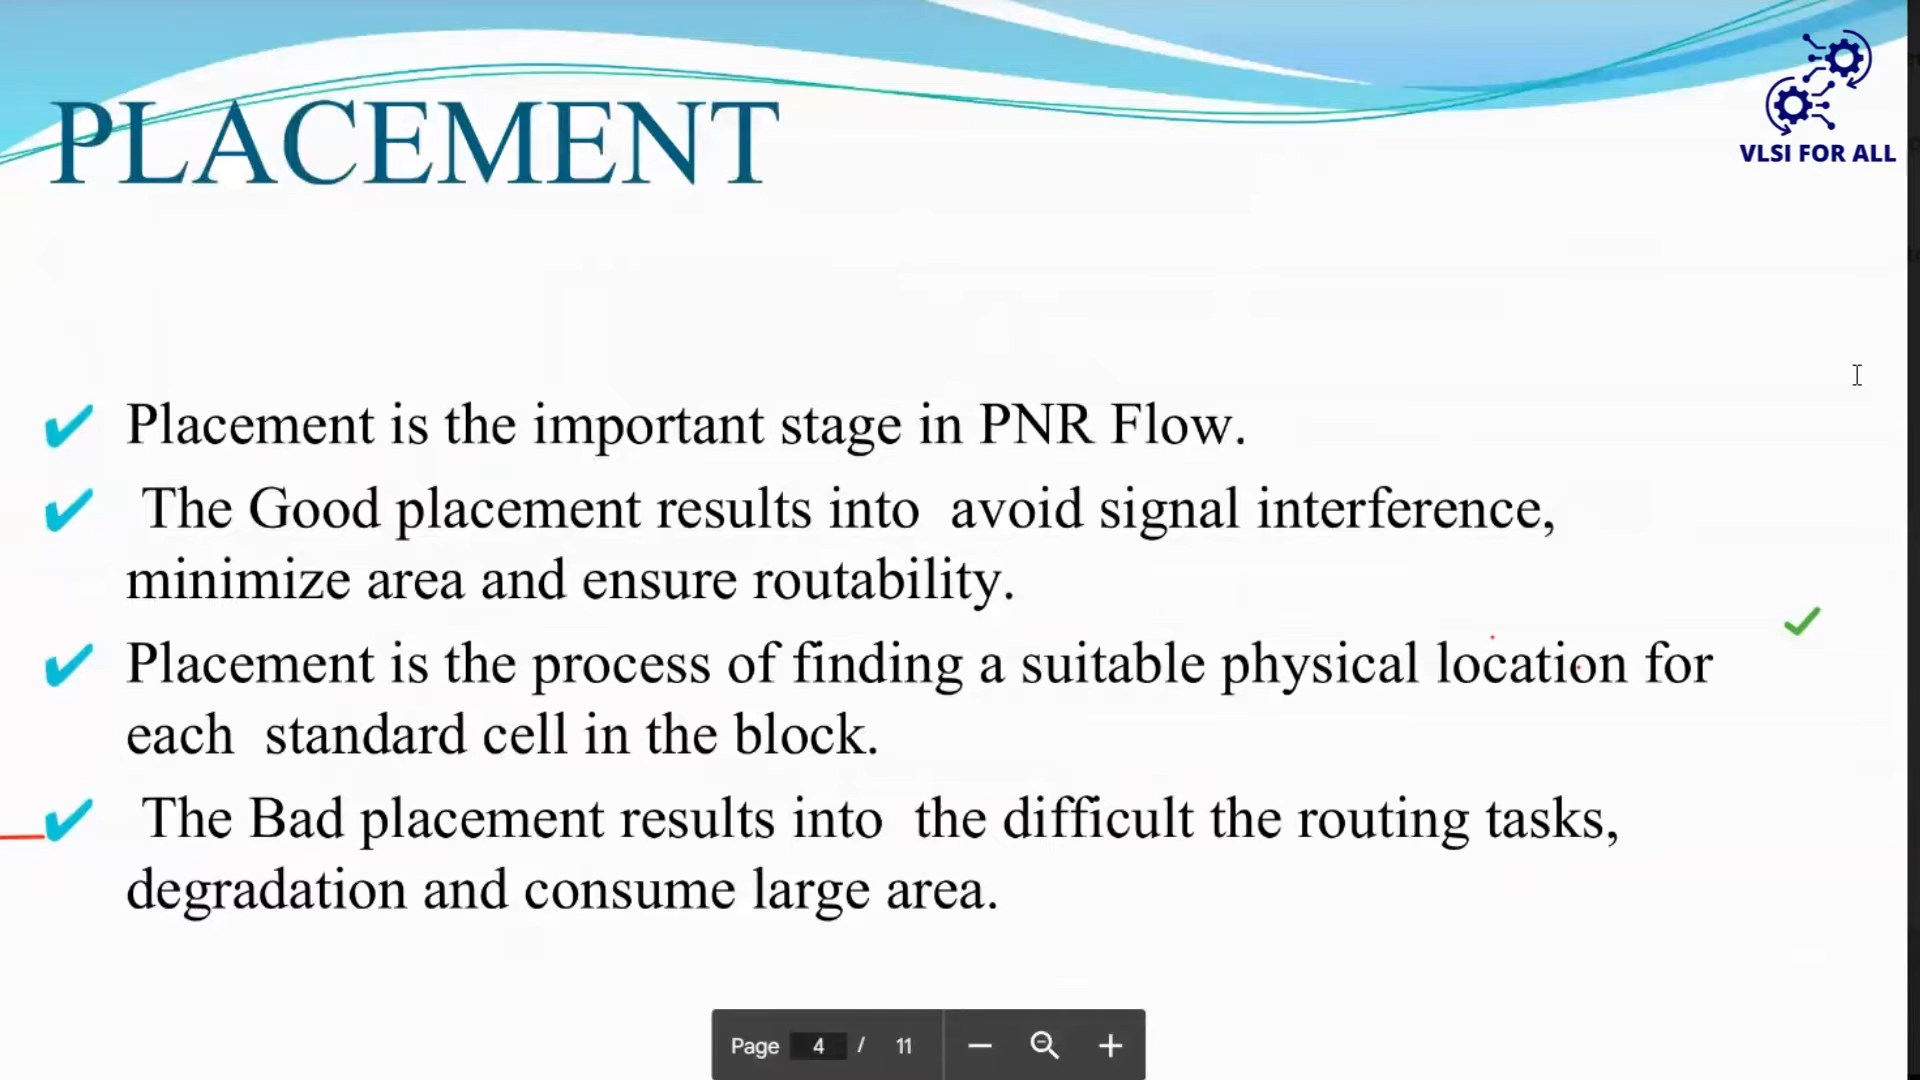 PLACEMENT
VLSI FOR ALL
Placement is the important stage in PNR Flow.
The Good placement results into avoid signal interference,
minimize area and ensure routability.
Placement is the process of finding a suitable physical location for
each standard cell in the block.
The Bad placement results into the difficult the routing tasks,
degradation and consume large area.
Page 4 / 11